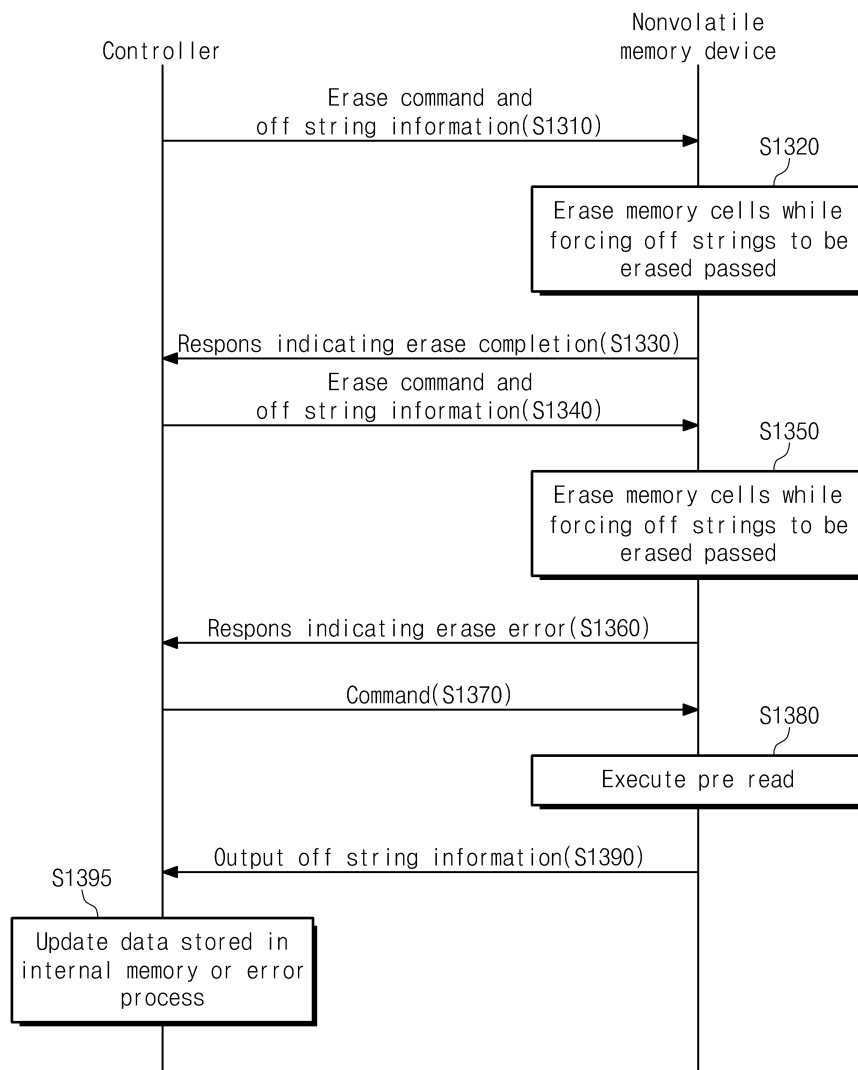 Controller
Nonvolatile
memory device
Erase command and
off string information(S1310)
S1320
Erase memory cells while
forcing off strings to be
erased passed
Respons indicating erase completion(S1330)
Erase command and
off string information(S1340)
S1350
Erase memory cells while
forcing off strings to be
erased passed
Respons indicating erase error(S1360)
Command(S1370)
S1380
Execute pre read
Output off string information(S1390)
S1395
Update data stored in
internal memory or error
process